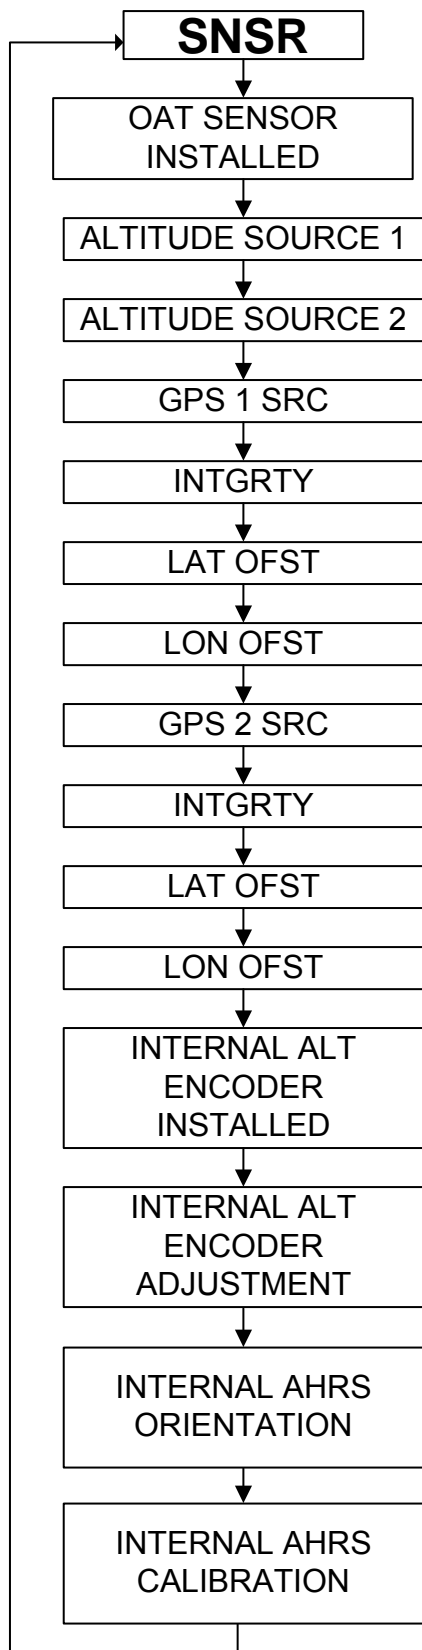 SNSR
OAT SENSOR
INSTALLED
ALTITUDE SOURCE 1
ALTITUDE SOURCE 2
GPS 1 SRC
INTGRTY
LAT OFST
LON OFST
GPS 2 SRC
INTGRTY
LAT OFST
LON OFST
INTERNAL ALT
ENCODER
INSTALLED
INTERNAL ALT
ENCODER
ADJUSTMENT
INTERNAL AHRS
ORIENTATION
INTERNAL AHRS
CALIBRATION